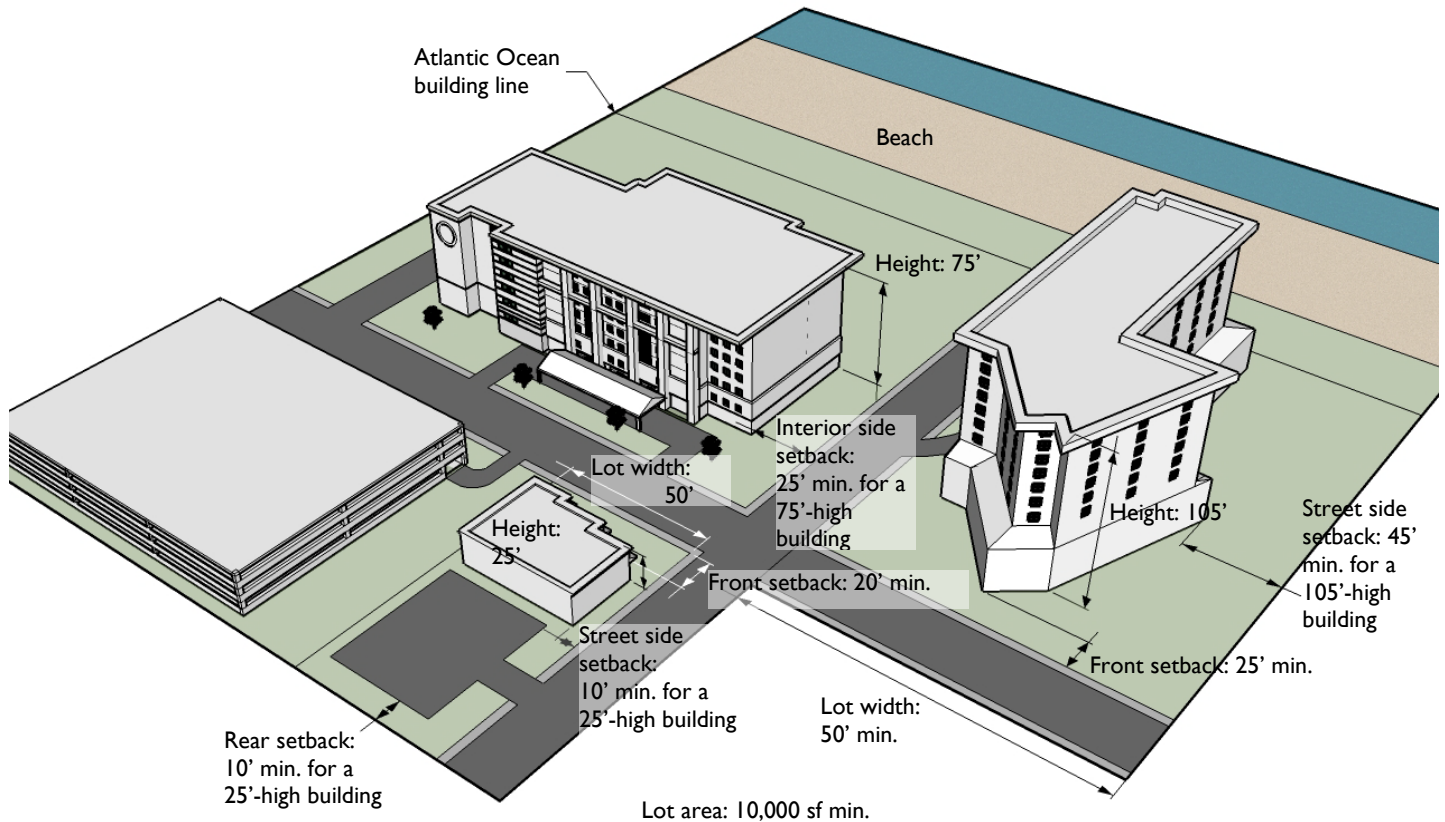 Atlantic Ocean
building line
Beach
Height: 75’
Interior side
setback:
25’ min. for a
75’-high
building
Lot width:
50’
Height:
25’
Height: 105’
Street side
setback: 45’
min. for a
105’-high
building
Front setback: 20’ min.
Street side
setback:
10’ min. for a
25’-high building
Front setback: 25’ min.
Lot width:
50’ min.
Rear setback:
10’ min. for a
25’-high building
Lot area: 10,000 sf min.